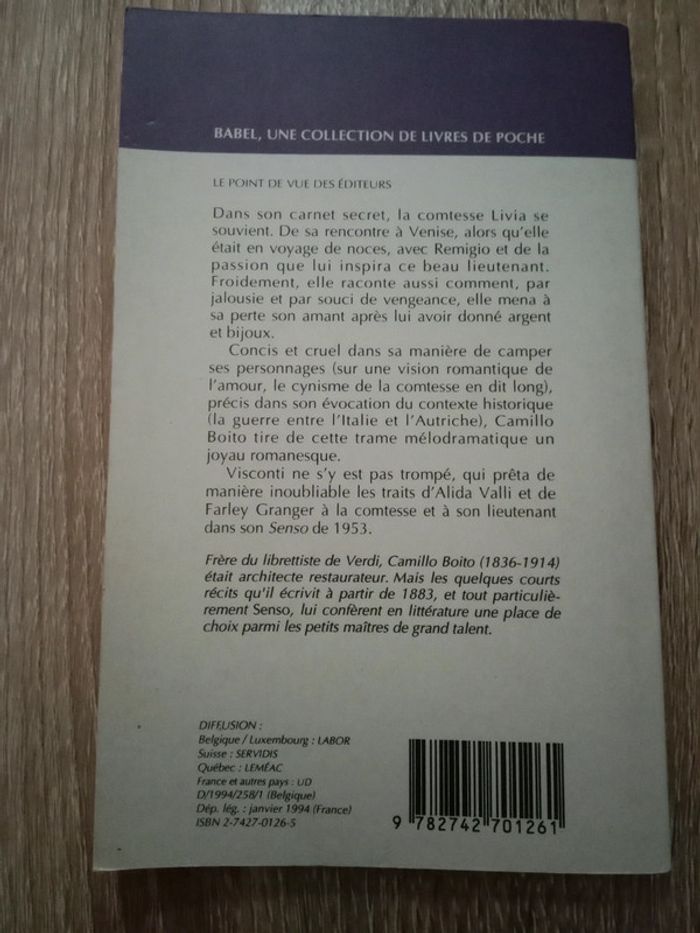 BABEL, UNE COLLECTION DE LIVRES DE POCHE
LE POINT DE VUE DES ÉDITEURS
Dans son carnet secret, la comtesse Livia se
souvient. De sa rencontre à Venise, alors qu'elle
était en voyage de noces, avec Remigio et de la
passion que lui inspira ce beau lieutenant.
Froidement, elle raconte aussi comment, par
jalousie et par souci de vengeance, elle mena à
sa perte son amant après lui avoir donné argent
et bijoux.
Concis et cruel dans sa manière de camper
ses personnages (sur une vision romantique de
l'amour, le cynisme de la comtesse en dit long),
précis dans son évocation du contexte historique
(la guerre entre l'Italie et l'Autriche), Camillo
Boito tire de cette trame mélodramatique un
joyau romanesque.
Visconti ne s'y est pas trompé, qui prêta de
manière inoubliable les traits d'Alida Valli et de
Farley Granger à la comtesse et à son lieutenant
dans son Senso de 1953.
Frère du librettiste de Verdi, Camillo Boito (1836-1914)
était architecte restaurateur. Mais les quelques courts
récits qu'il écrivit à partir de 1883, et tout particuliè-
rement Senso, lui confèrent en littérature une place de
choix parmi les petits maîtres de grand talent.
DIFFUSION :
Belgique / Luxembourg : LABOR
Suisse : SERVIDIS
Québec : LEMÉAC
France et autres pays : UD
D/1994/258/1 (Belgique)
Dép. lég. : janvier 1994 (France)
ISBN 2-7427-0126-5
9 782742 701261